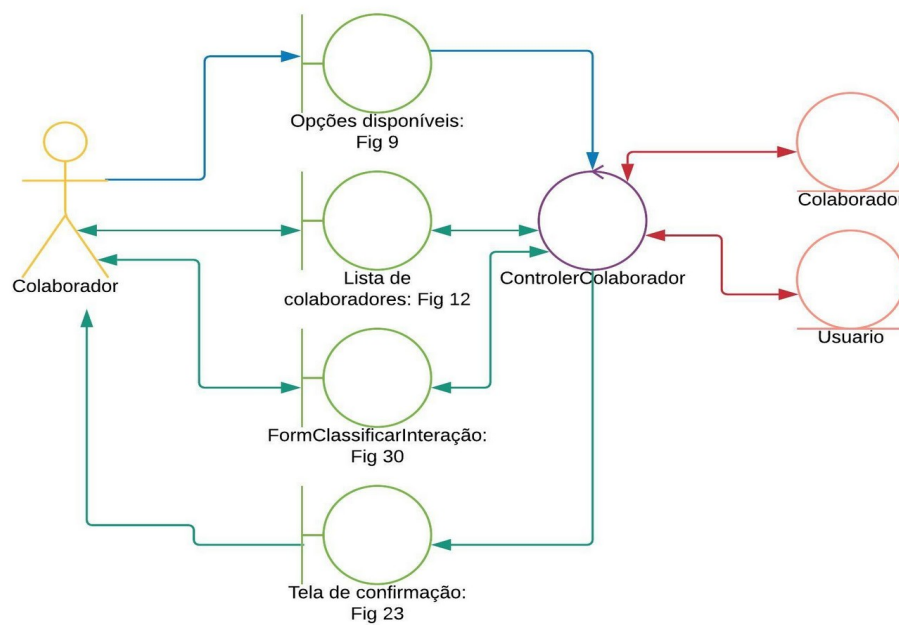 Opções disponíveis:
Fig 9
Colaborador
Lista de
colaboradores: Fig 12
ControlerColaborador
Colaborador
Usuario
FormClassificarInteração:
Fig 30
Tela de confirmação:
Fig 23